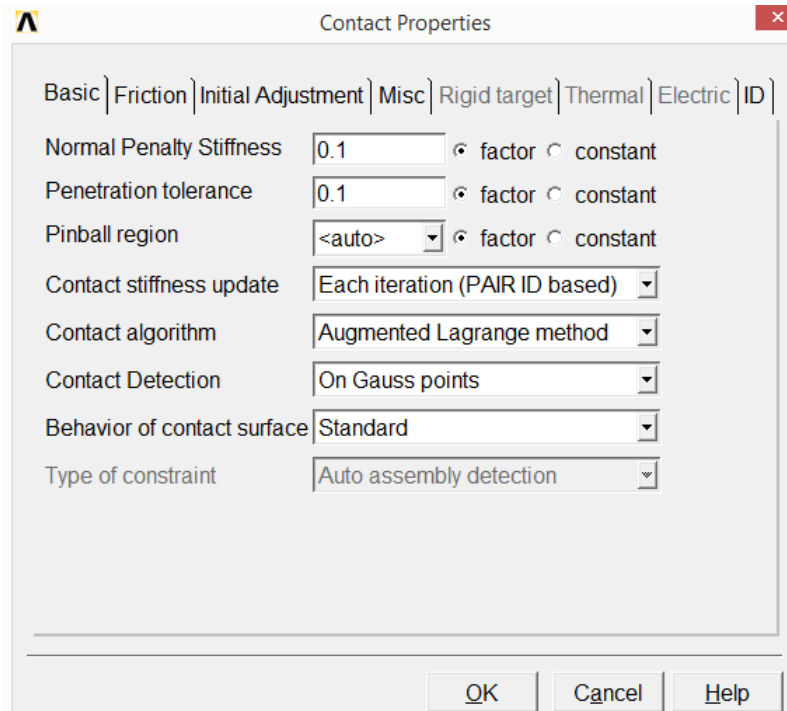 Contact Properties
Basic Friction Initial Adjustment Misc Rigid target Thermal Electric ID
Normal Penalty Stiffness 0.1 factor constant
Penetration tolerance 0.1 factor constant
Pinball region <auto> factor constant
Contact stiffness update Each iteration (PAIR ID based)
Contact algorithm Augmented Lagrange method
Contact Detection On Gauss points
Behavior of contact surface Standard
Type of constraint Auto assembly detection
OK Cancel Help